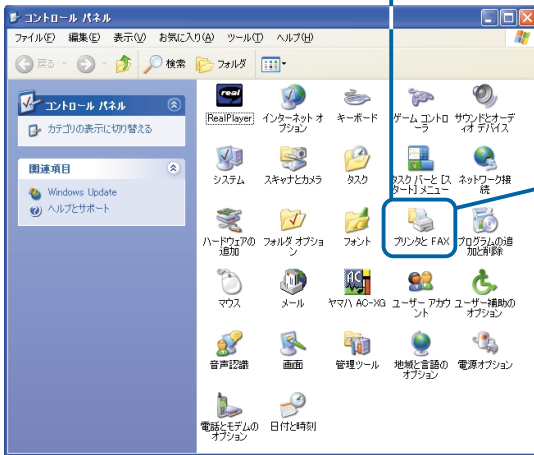 コントロール パネル
ファイル(F) 編集(E) 表示(V) お気に入り(A) ツール(T) ヘルプ(H)
戻る 検索 フォルダ
コントロール パネル
カテゴリの表示に切り替える
関連項目
Windows Update
ヘルプとサポート
real
RealPlayer
インターネット オ
プション
キーボード
ゲーム コントロ
ーラ
サウンドとオーデ
ィオ デバイス
システム
スキャナとカメラ
タスク
タスク バーと [ス
タート] メニュー
ネットワーク接
続
ハードウェアの
追加
フォルダ オプショ
ン
フォント
プリンタと FAX
プログラムの追
加と削除
マウス
メール
AC
XG
ヤマハ AC-XG
ユーザー アカウ
ント
ユーザー補助の
オプション
音声認識
画面
管理ツール
地域と言語の
オプション
電源オプション
電話とモデムの
オプション
日付と時刻